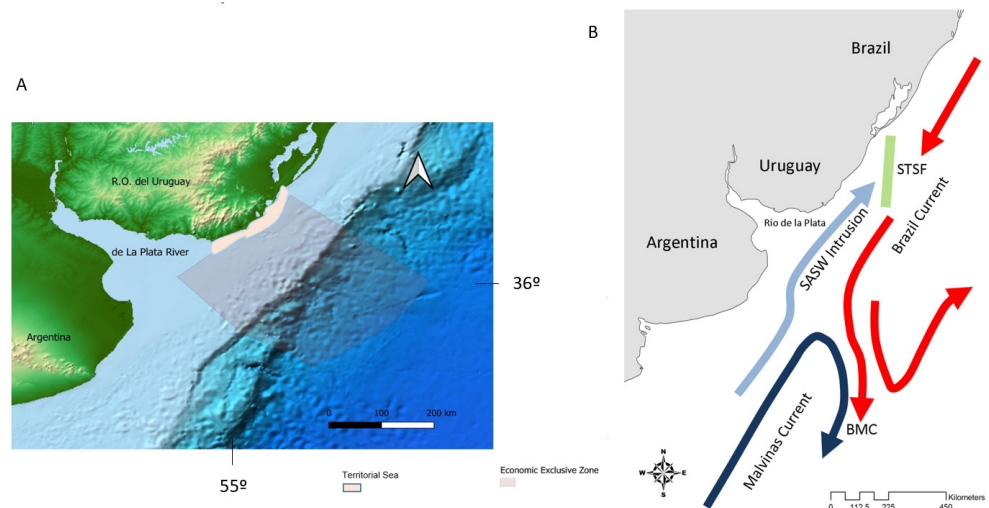 A
R.O. del Uruguay
de La Plata River
Argentina
36º
0 100 200 km
55º
Territorial Sea
Economic Exclusive Zone
B
Brazil
Uruguay
STSF
Rio de la Plata
Brazil Current
Argentina
SASW Intrusion
Malvinas Current
BMC
N
W E
S
Kilometers
0 112,5 225 450